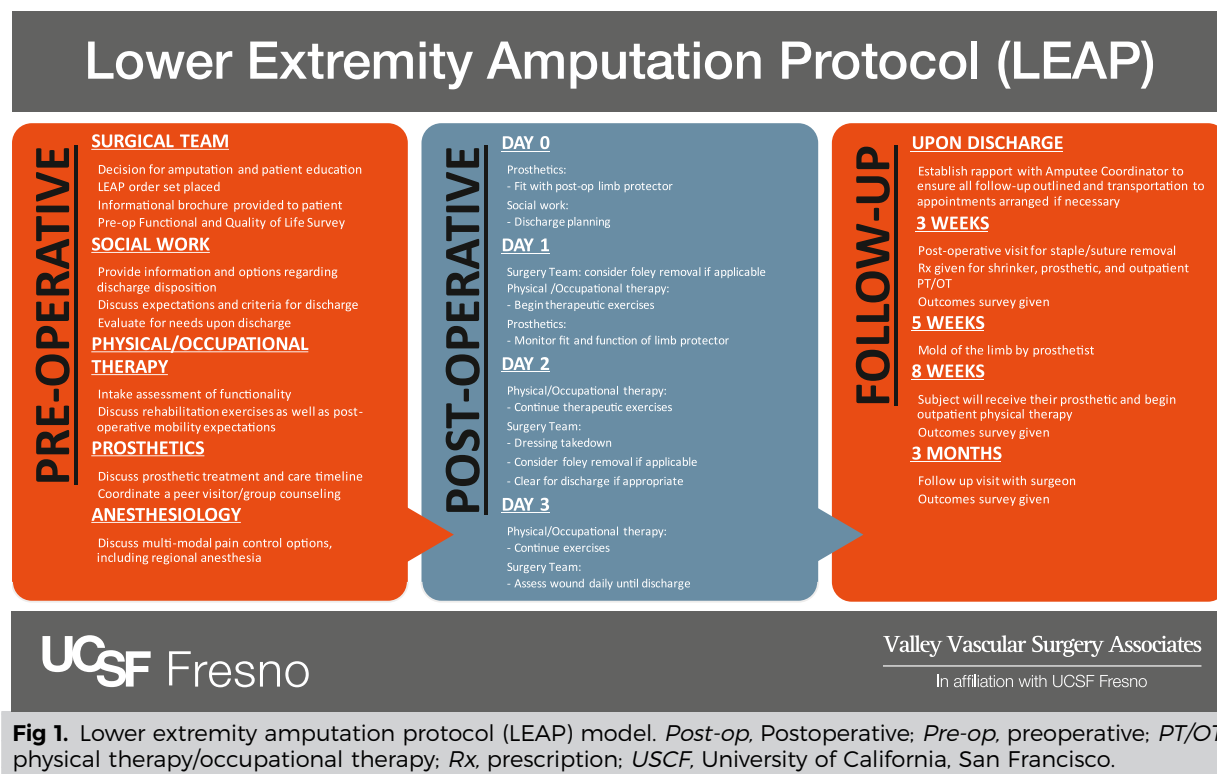 Lower Extremity Amputation Protocol (LEAP)
PRE-OPERATIVE
SURGICAL TEAM
Decision for amputation and patient education
LEAP order set placed
Informational brochure provided to patient
Pre-op Functional and Quality of Life Survey
SOCIAL WORK
Provide information and options regarding
discharge disposition
Discuss expectations and criteria for discharge
Evaluate for needs upon discharge
PHYSICAL/OCCUPATIONAL
THERAPY
Intake assessment of functionality
Discuss rehabilitation exercises as well as post-
operative mobility expectations
PROSTHETICS
Discuss prosthetic treatment and care timeline
Coordinate a peer visitor/group counseling
ANESTHESIOLOGY
Discuss multi-modal pain control options,
including regional anesthesia
POST-OPERATIVE
DAY 0
Prosthetics:
- Fit with post-op limb protector
Social work:
- Discharge planning
DAY 1
Surgery Team: consider foley removal if applicable
Physical /Occupational therapy:
- Begin therapeutic exercises
Prosthetics:
- Monitor fit and function of limb protector
DAY 2
Physical/Occupational therapy:
- Continue therapeutic exercises
Surgery Team:
- Dressing takedown
- Consider foley removal if applicable
- Clear for discharge if appropriate
DAY 3
Physical/Occupational therapy:
- Continue exercises
Surgery Team:
- Assess wound daily until discharge
FOLLOW-UP
UPON DISCHARGE
Establish rapport with Amputee Coordinator to
ensure all follow-up outlined and transportation to
appointments arranged if necessary
3 WEEKS
Post-operative visit for staple/suture removal
Rx given for shrinker, prosthetic, and outpatient
PT/OT
Outcomes survey given
5 WEEKS
Mold of the limb by prosthetist
8 WEEKS
Subject will receive their prosthetic and begin
outpatient physical therapy
Outcomes survey given
3 MONTHS
Follow up visit with surgeon
Outcomes survey given
UCSF Fresno
Valley Vascular Surgery Associates
In affiliation with UCSF Fresno
Fig 1. Lower extremity amputation protocol (LEAP) model. Post-op, Postoperative; Pre-op, preoperative; PT/OT
physical therapy/occupational therapy; Rx, prescription; USCF, University of California, San Francisco.